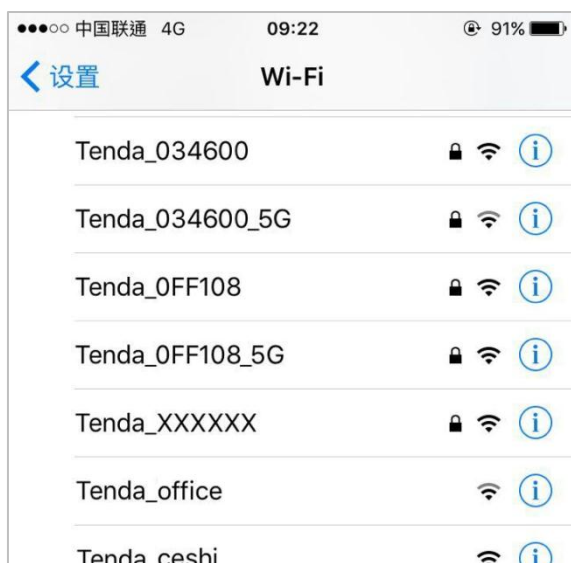 中国联通 4G 09:22 91%
设置 Wi-Fi
Tenda_034600
Tenda_034600_5G
Tenda_0FF108
Tenda_0FF108_5G
Tenda_XXXXXX
Tenda_office
Tenda_ceshi